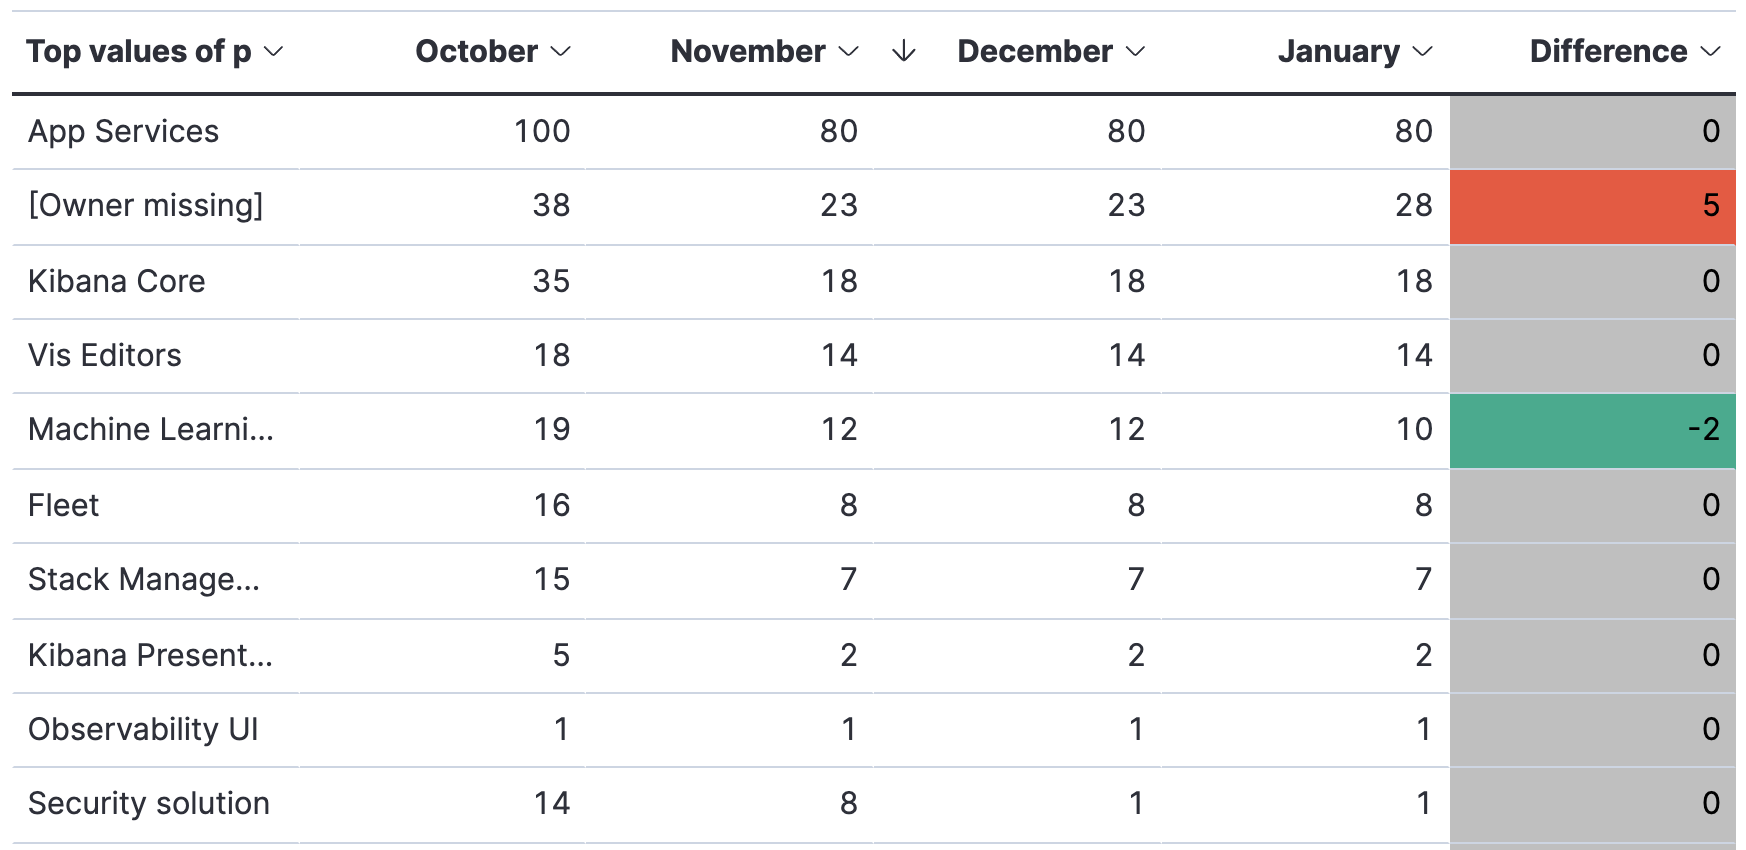 Top values of p October November December January Difference
App Services 100 80 80 80 0
[Owner missing] 38 23 23 28 5
Kibana Core 35 18 18 18 0
Vis Editors 18 14 14 14 0
Machine Learni... 19 12 12 10 -2
Fleet 16 8 8 8 0
Stack Manage... 15 7 7 7 0
Kibana Present... 5 2 2 2 0
Observability UI 1 1 1 1 0
Security solution 14 8 1 1 0